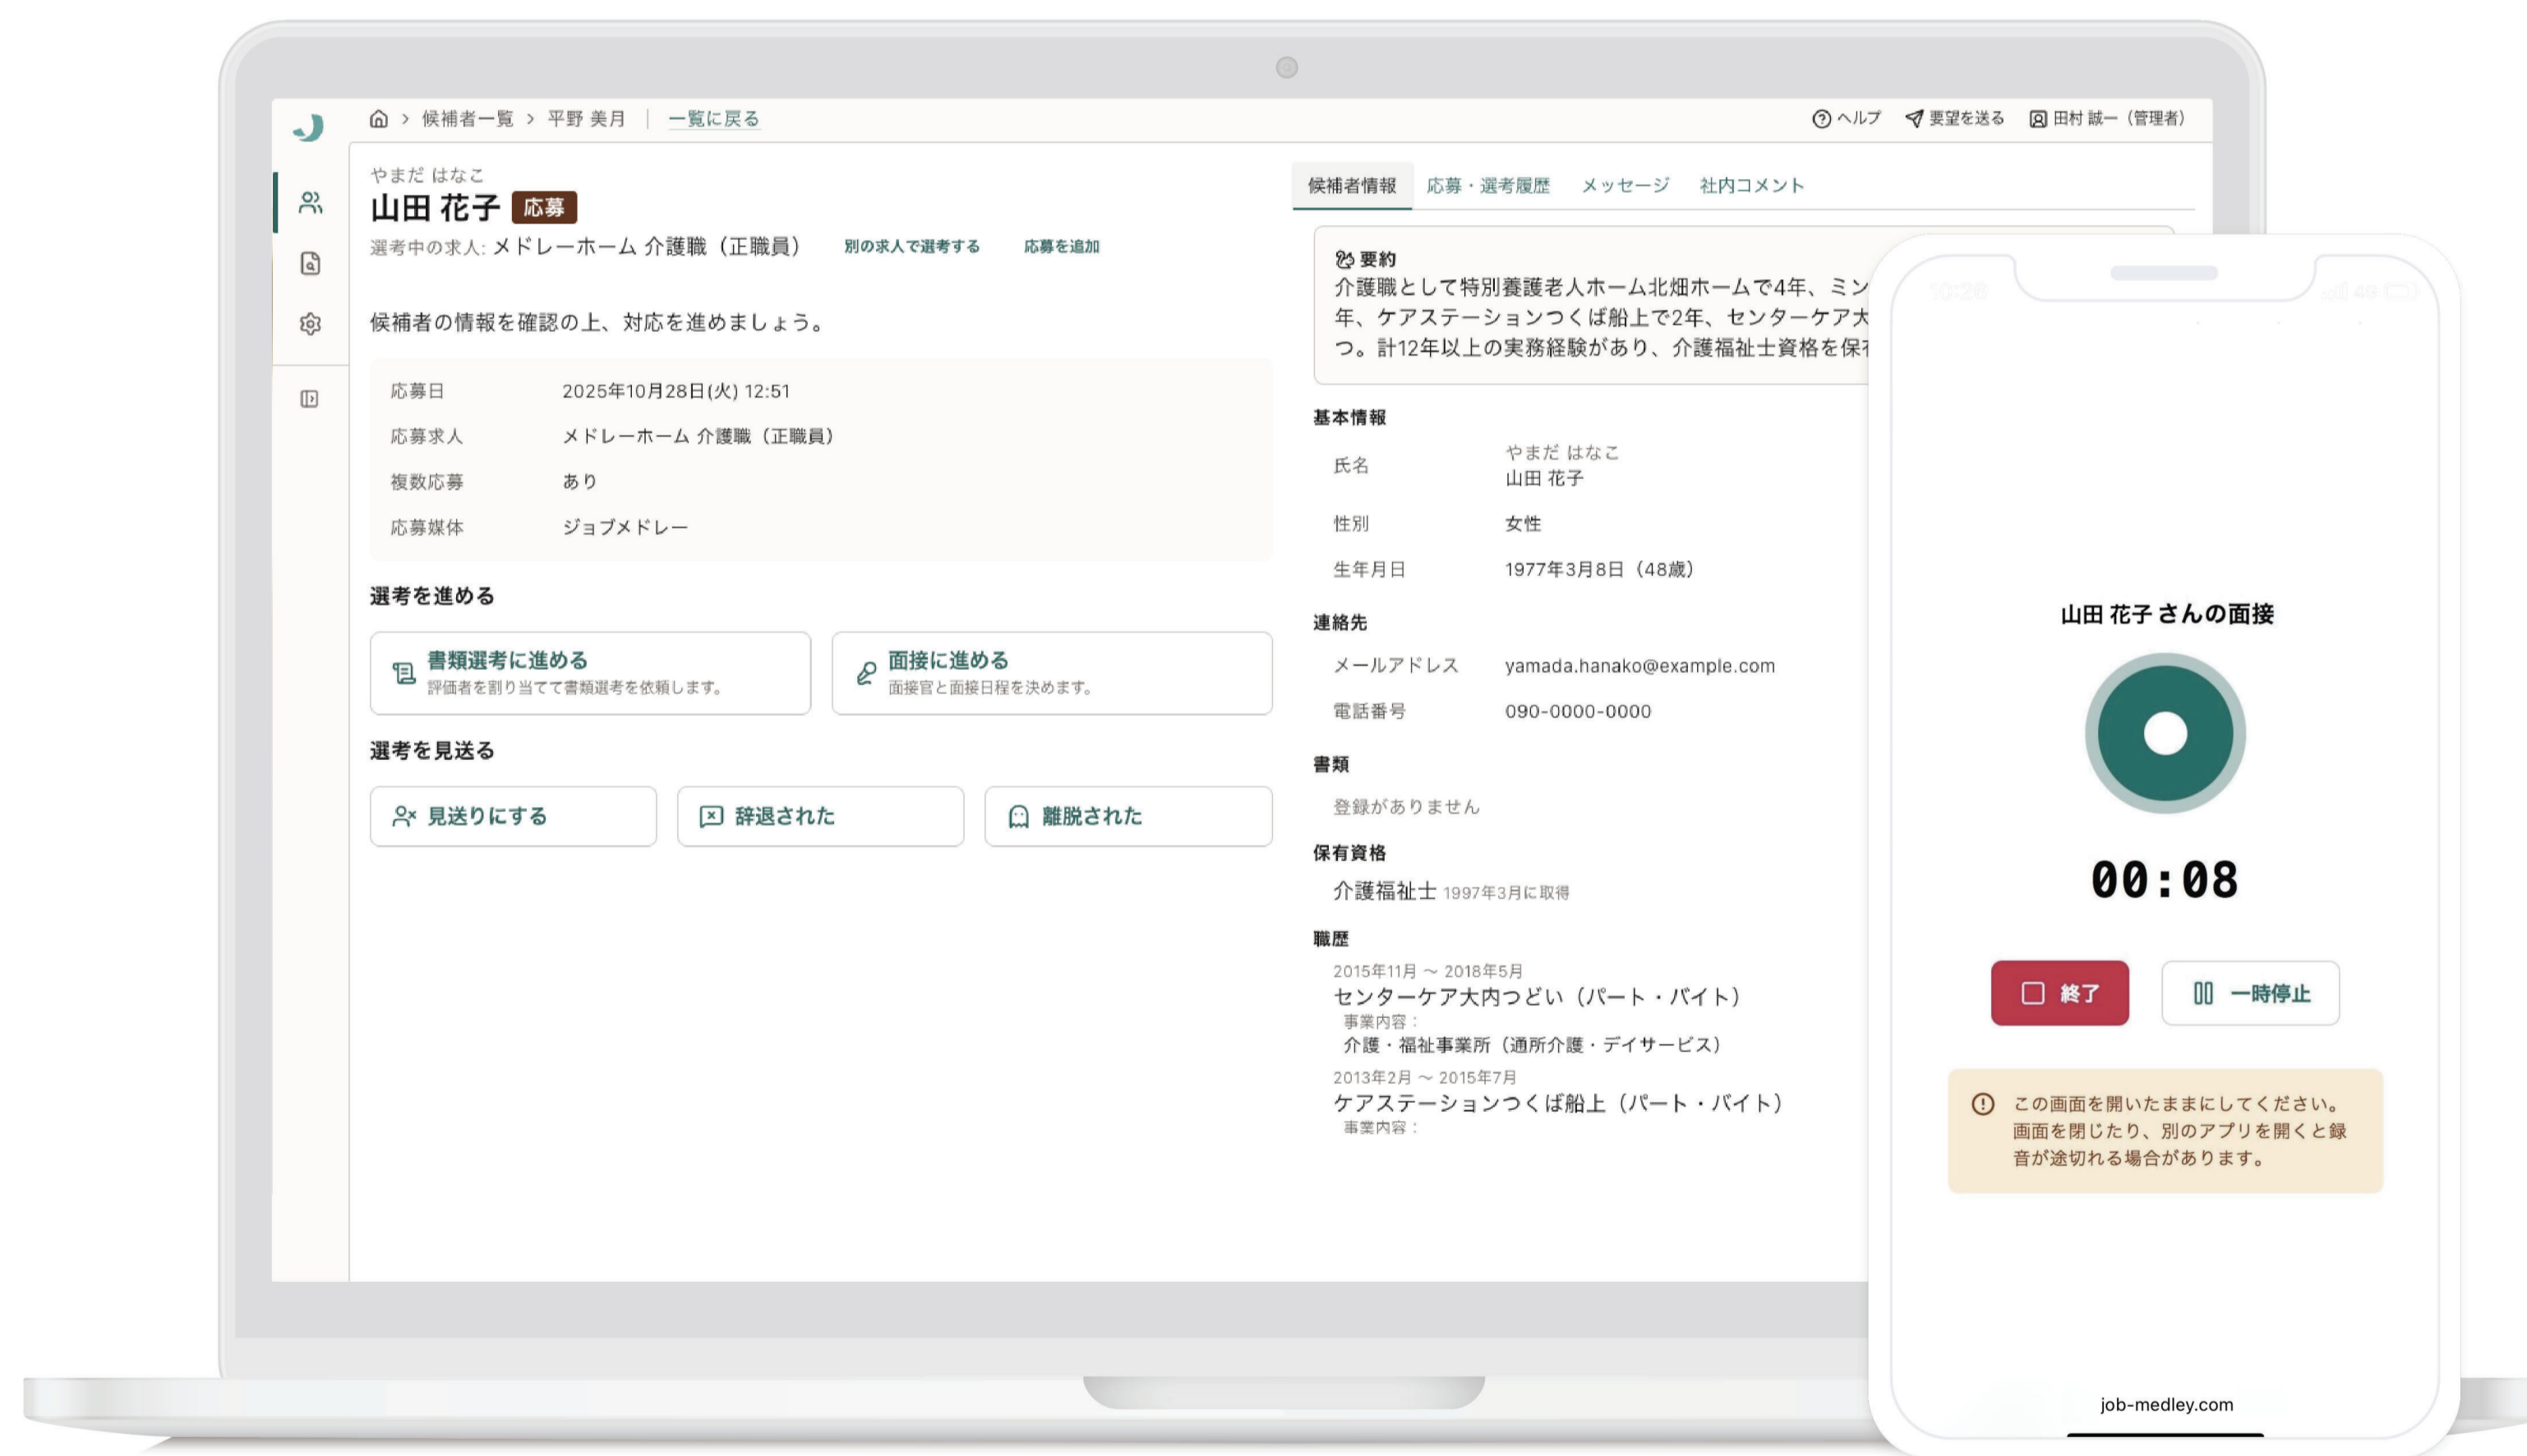 候補者一覧 > 平野 美月 | 一覧に戻る
ヘルプ 要望を送る 田村 誠一（管理者）
やまだ はなこ
山田 花子 応募
選考中の求人: メドレーホーム 介護職（正職員） 別の求人で選考する 応募を追加
候補者の情報を確認の上、対応を進めましょう。
応募日 2025年10月28日(火) 12:51
応募求人 メドレーホーム 介護職（正職員）
複数応募 あり
応募媒体 ジョブメドレー
選考を進める
書類選考に進める
評価者を割り当てて書類選考を依頼します。
面接に進める
面接官と面接日程を決めます。
選考を見送る
見送りにする 辞退された 離脱された
候補者情報 応募・選考履歴 メッセージ 社内コメント
要約
介護職として特別養護老人ホーム北畑ホームで4年、ミン
年、ケアステーションつくば船上で2年、センターケア大
つ。計12年以上の実務経験があり、介護福祉士資格を保
基本情報
氏名
やまだ はなこ
山田 花子
性別 女性
生年月日 1977年3月8日（48歳）
連絡先
メールアドレス yamada.hanako@example.com
電話番号 090-0000-0000
書類
登録がありません
保有資格
介護福祉士 1997年3月に取得
職歴
2015年11月 〜 2018年5月
センターケア大内つどい（パート・バイト）
事業内容：
介護・福祉事業所（通所介護・デイサービス）
2013年2月 〜 2015年7月
ケアステーションつくば船上（パート・バイト）
事業内容：
10:28 4G
山田 花子 さんの面接
00:08
終了 一時停止
この画面を開いたままにしてください。
画面を閉じたり、別のアプリを開くと録
音が途切れる場合があります。
job-medley.com